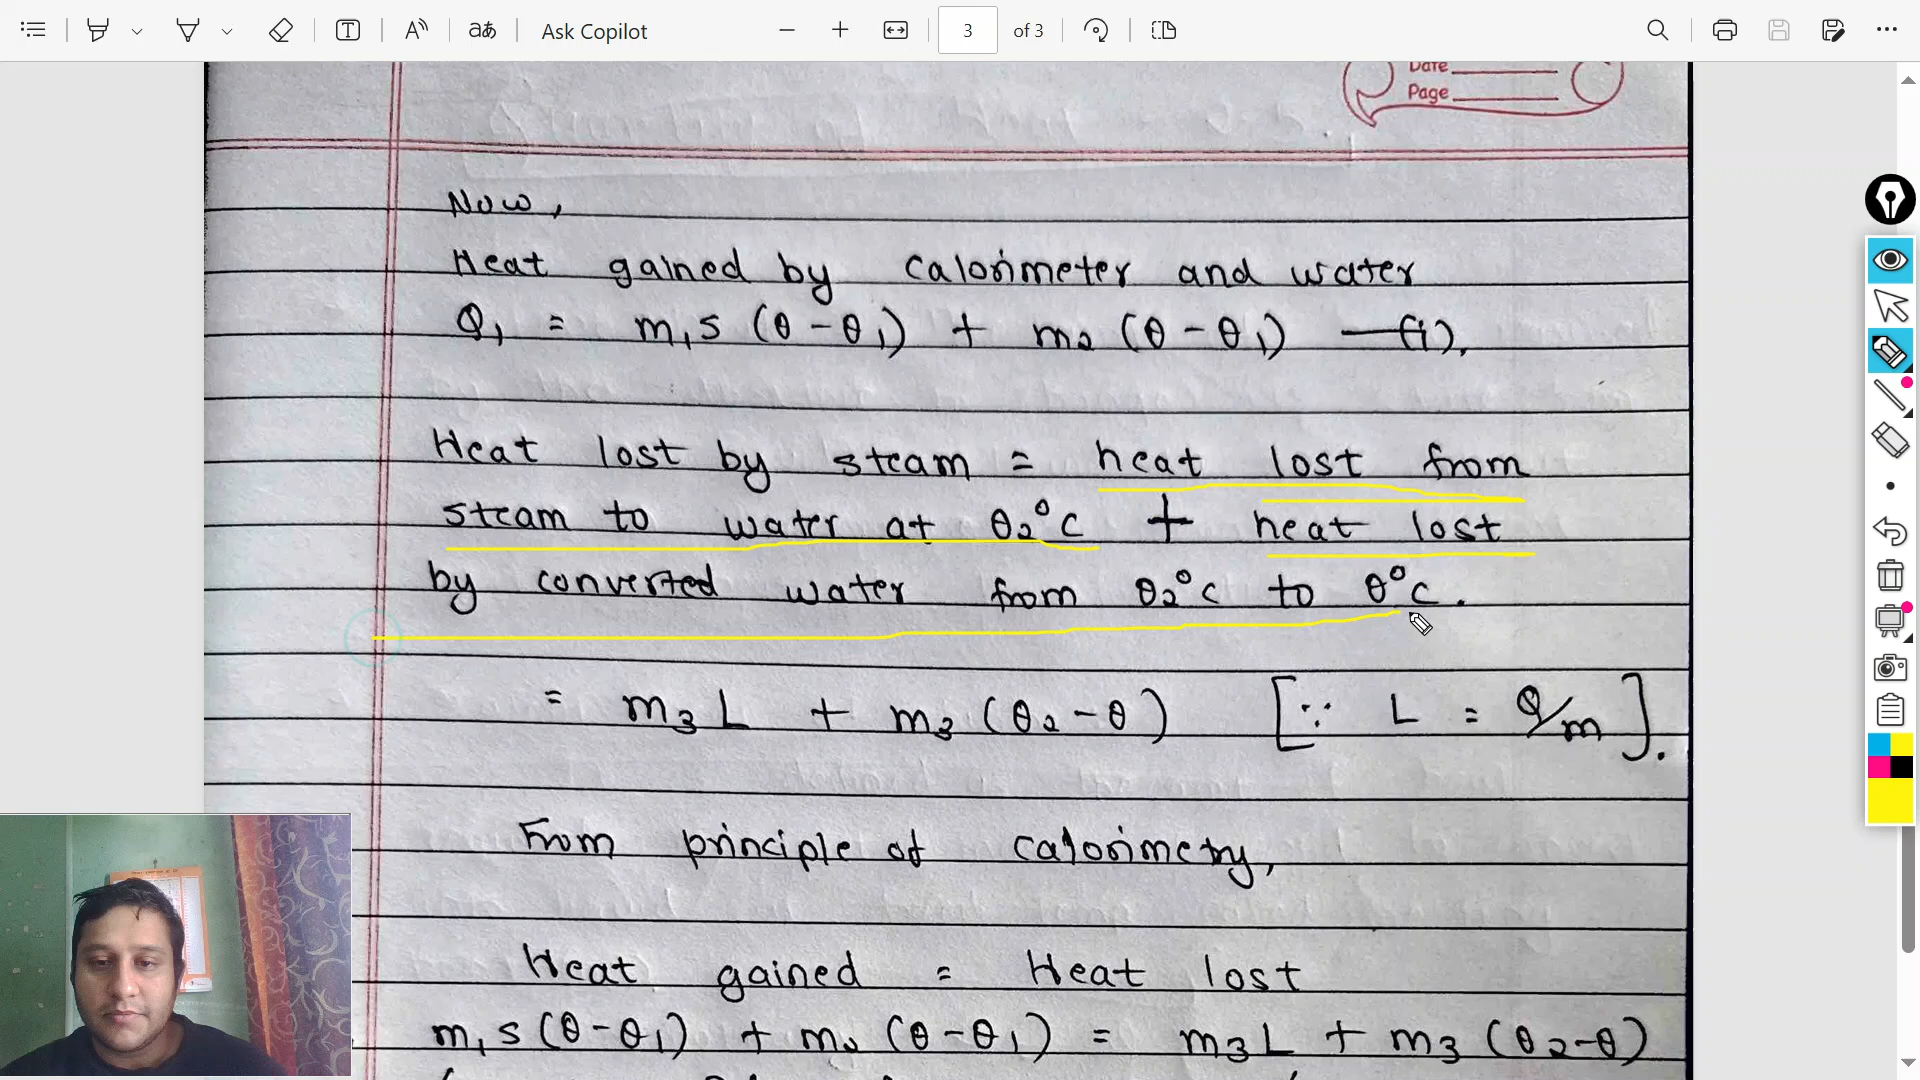 Ask Copilot
3 of 3
Date
Page
Now,
Heat gained by calorimeter and water
Q₁ = m₁s (θ - θ₁) + m₂ (θ - θ₁) —(i).
Heat lost by steam = heat lost from
steam to water at θ₂°C + heat lost
by converted water from θ₂°C to θ°C.
= m₃L + m₃ (θ₂ - θ) [∵ L = Q/m].
From principle of calorimetry,
Heat gained = Heat lost
m₁s (θ - θ₁) + m₂ (θ - θ₁) = m₃L + m₃ (θ₂ - θ)